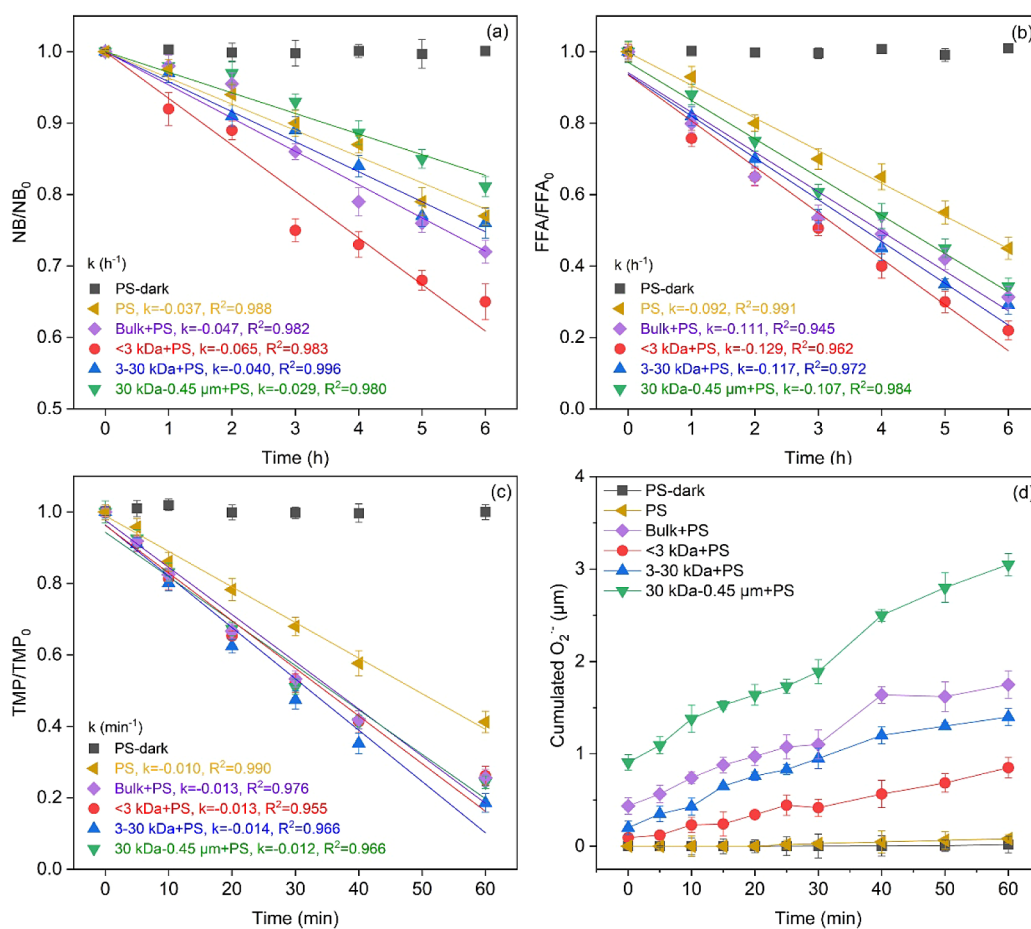 (a)
NB/NB₀
1.0
0.9
0.8
0.7
0.6
0.5
k (h⁻¹)
PS-dark
PS, k=-0.037, R²=0.988
Bulk+PS, k=-0.047, R²=0.982
<3 kDa+PS, k=-0.065, R²=0.983
3-30 kDa+PS, k=-0.040, R²=0.996
30 kDa-0.45 μm+PS, k=-0.029, R²=0.980
0 1 2 3 4 5 6
Time (h)
(b)
FFA/FFA₀
1.0
0.8
0.6
0.4
0.2
0.0
k (h⁻¹)
PS-dark
PS, k=-0.092, R²=0.991
Bulk+PS, k=-0.111, R²=0.945
<3 kDa+PS, k=-0.129, R²=0.962
3-30 kDa+PS, k=-0.117, R²=0.972
30 kDa-0.45 μm+PS, k=-0.107, R²=0.984
0 1 2 3 4 5 6
Time (h)
(c)
TMP/TMP₀
1.0
0.8
0.6
0.4
0.2
0.0
k (min⁻¹)
PS-dark
PS, k=-0.010, R²=0.990
Bulk+PS, k=-0.013, R²=0.976
<3 kDa+PS, k=-0.013, R²=0.955
3-30 kDa+PS, k=-0.014, R²=0.966
30 kDa-0.45 μm+PS, k=-0.012, R²=0.966
0 10 20 30 40 50 60
Time (min)
(d)
Cumulated O₂˙⁻ (μm)
4
3
2
1
0
PS-dark
PS
Bulk+PS
<3 kDa+PS
3-30 kDa+PS
30 kDa-0.45 μm+PS
0 10 20 30 40 50 60
Time (min)